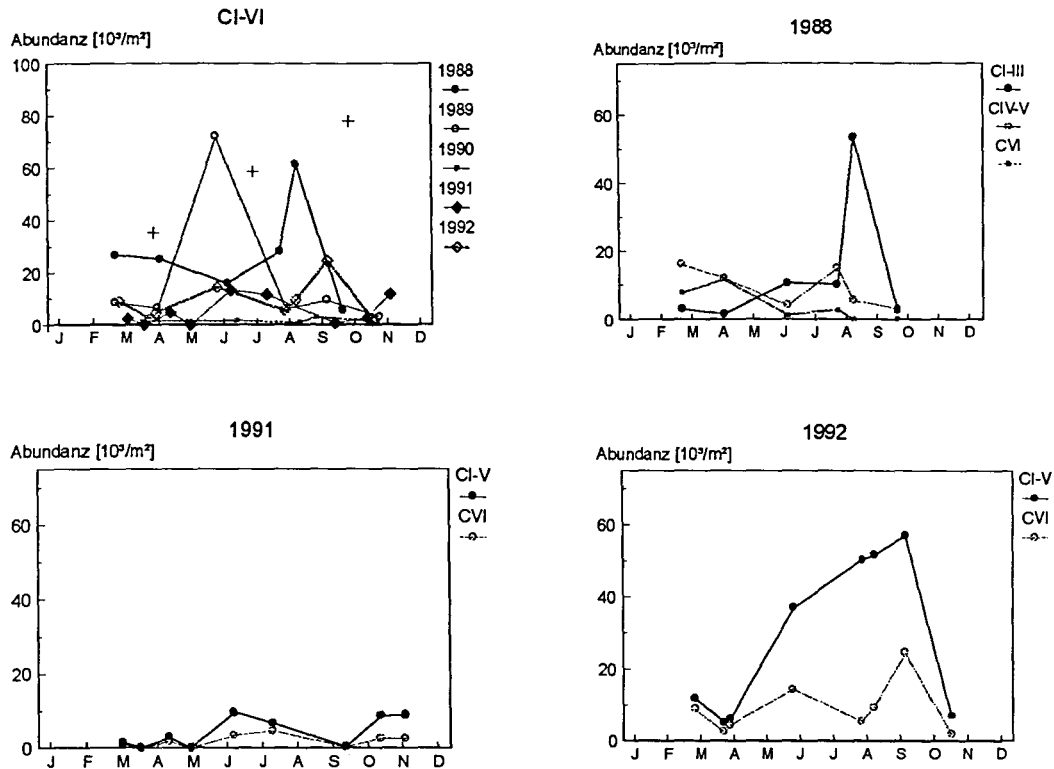 CI-VI
Abundanz [10³/m²]
100
80
60
40
20
0
J F M A M J J A S O N D
1988
1989
1990
1991
1992
1988
Abundanz [10³/m²]
60
40
20
0
J F M A M J J A S O N D
CI-III
CIV-V
CVI
1991
Abundanz [10³/m²]
60
40
20
0
J F M A M J J A S O N D
CI-V
CVI
1992
Abundanz [10³/m²]
60
40
20
0
J F M A M J J A S O N D
CI-V
CVI